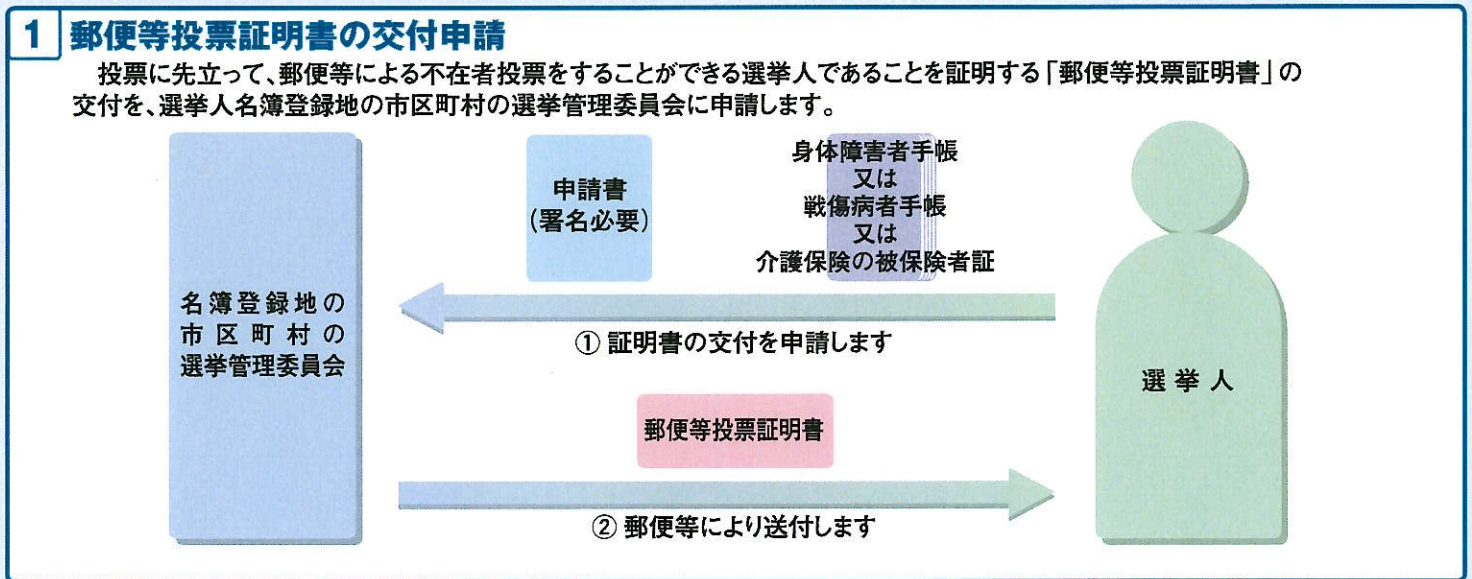 1 郵便等投票証明書の交付申請
投票に先立って、郵便等による不在者投票をすることができる選挙人であることを証明する「郵便等投票証明書」の
交付を、選挙人名簿登録地の市区町村の選挙管理委員会に申請します。
申請書
(署名必要)
身体障害者手帳
又は
戦傷病者手帳
又は
介護保険の被保険者証
名簿登録地の
市区町村の
選挙管理委員会
① 証明書の交付を申請します
選挙人
郵便等投票証明書
② 郵便等により送付します